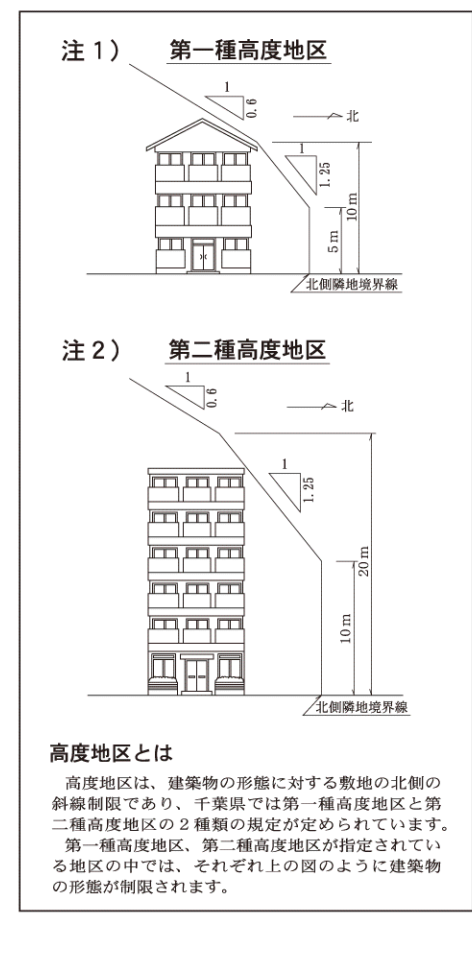 注1） 第一種高度地区
1
0.6
北
1
1.25
10m
5m
北側隣地境界線
注2） 第二種高度地区
1
0.6
北
1
1.25
20m
10m
北側隣地境界線
高度地区とは
高度地区は、建築物の形態に対する敷地の北側の
斜線制限であり、千葉県では第一種高度地区と第
二種高度地区の2種類の規定が定められています。
第一種高度地区、第二種高度地区が指定されてい
る地区の中では、それぞれ上の図のように建築物
の形態が制限されます。